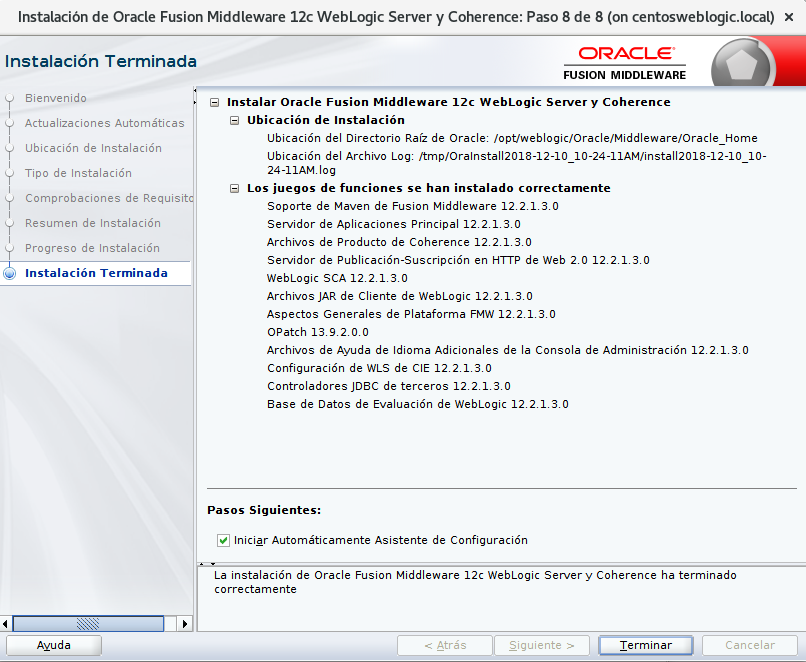 Instalación de Oracle Fusion Middleware 12c WebLogic Server y Coherence: Paso 8 de 8 (on centosweblogic.local)
Instalación Terminada
ORACLE
FUSION MIDDLEWARE
Bienvenido
Actualizaciones Automáticas
Ubicación de Instalación
Tipo de Instalación
Comprobaciones de Requisito
Resumen de Instalación
Progreso de Instalación
Instalación Terminada
Instalar Oracle Fusion Middleware 12c WebLogic Server y Coherence
Ubicación de Instalación
Ubicación del Directorio Raíz de Oracle: /opt/weblogic/Oracle/Middleware/Oracle_Home
Ubicación del Archivo Log: /tmp/OraInstall2018-12-10_10-24-11AM/install2018-12-10_10-
24-11AM.log
Los juegos de funciones se han instalado correctamente
Soporte de Maven de Fusion Middleware 12.2.1.3.0
Servidor de Aplicaciones Principal 12.2.1.3.0
Archivos de Producto de Coherence 12.2.1.3.0
Servidor de Publicación-Suscripción en HTTP de Web 2.0 12.2.1.3.0
WebLogic SCA 12.2.1.3.0
Archivos JAR de Cliente de WebLogic 12.2.1.3.0
Aspectos Generales de Plataforma FMW 12.2.1.3.0
OPatch 13.9.2.0.0
Archivos de Ayuda de Idioma Adicionales de la Consola de Administración 12.2.1.3.0
Configuración de WLS de CIE 12.2.1.3.0
Controladores JDBC de terceros 12.2.1.3.0
Base de Datos de Evaluación de WebLogic 12.2.1.3.0
Pasos Siguientes:
Iniciar Automáticamente Asistente de Configuración
La instalación de Oracle Fusion Middleware 12c WebLogic Server y Coherence ha terminado
correctamente
Ayuda
< Atrás
Siguiente >
Terminar
Cancelar